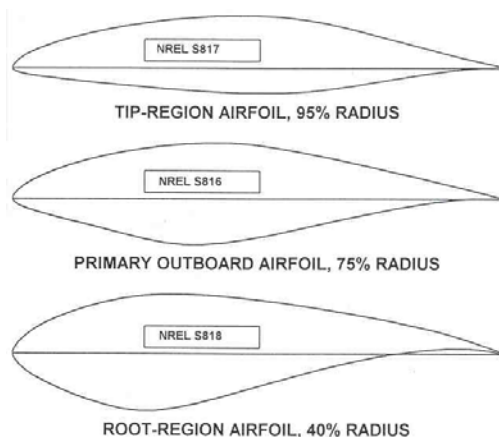 NREL S817
TIP-REGION AIRFOIL, 95% RADIUS
NREL S816
PRIMARY OUTBOARD AIRFOIL, 75% RADIUS
NREL S818
ROOT-REGION AIRFOIL, 40% RADIUS